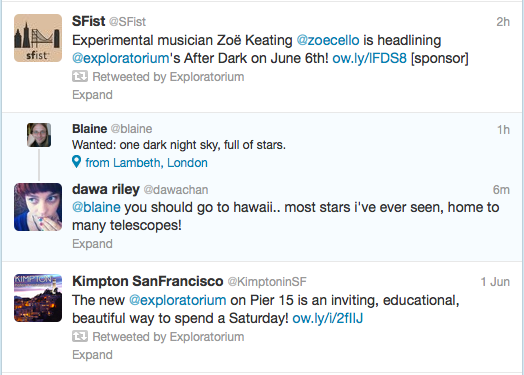 sfist
SFist @SFist 2h
Experimental musician Zoë Keating @zoecello is headlining
@exploratorium's After Dark on June 6th! ow.ly/lFDS8 [sponsor]
Retweeted by Exploratorium
Expand
Blaine @blaine 1h
Wanted: one dark night sky, full of stars.
from Lambeth, London
dawa riley @dawachan 6m
@blaine you should go to hawaii.. most stars i've ever seen, home to
many telescopes!
Expand
KIMPTON
Kimpton SanFrancisco @KimptoninSF 1 Jun
The new @exploratorium on Pier 15 is an inviting, educational,
beautiful way to spend a Saturday! ow.ly/i/2fIIJ
Retweeted by Exploratorium
Expand